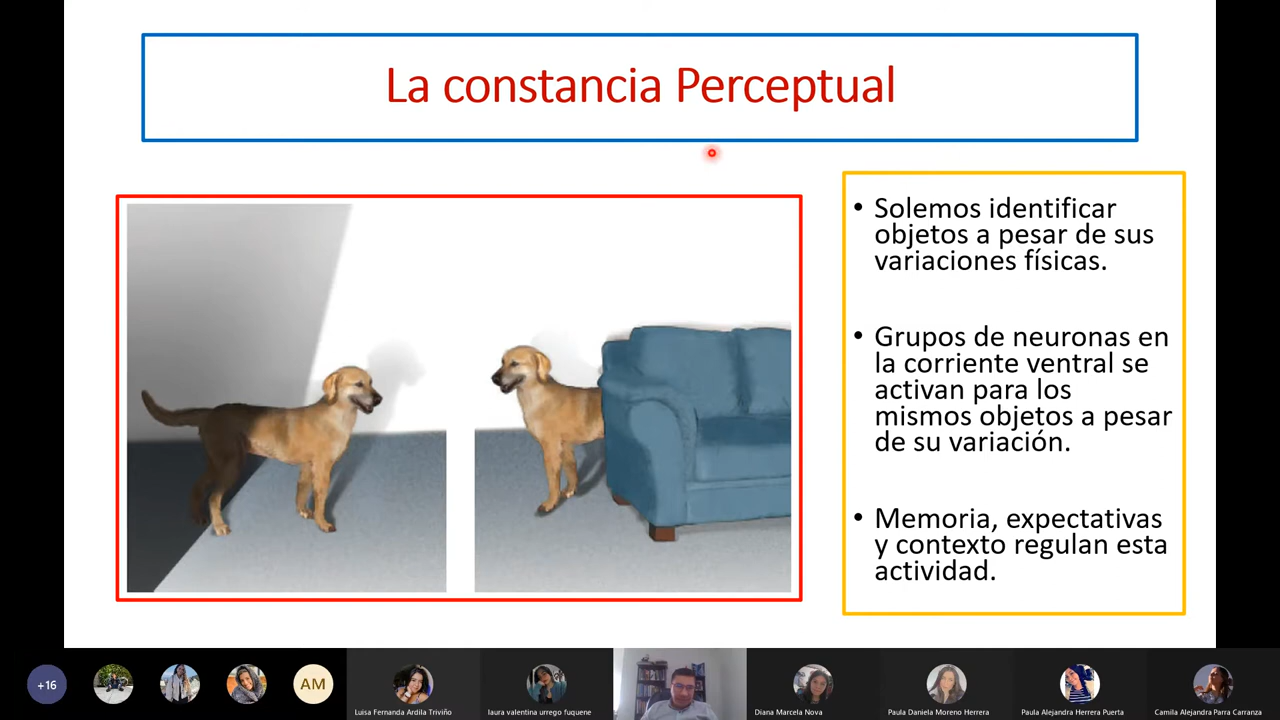 La constancia Perceptual
• Solemos identificar
objetos a pesar de sus
variaciones físicas.
• Grupos de neuronas en
la corriente ventral se
activan para los
mismos objetos a pesar
de su variación.
• Memoria, expectativas
y contexto regulan esta
actividad.
+16
AM
Luisa Fernanda Ardila Triviño
laura valentina urrego fuquene
Diana Marcela Nova
Paula Daniela Moreno Herrera
Paula Alejandra Herrera Puerta
Camila Alejandra Parra Carranza